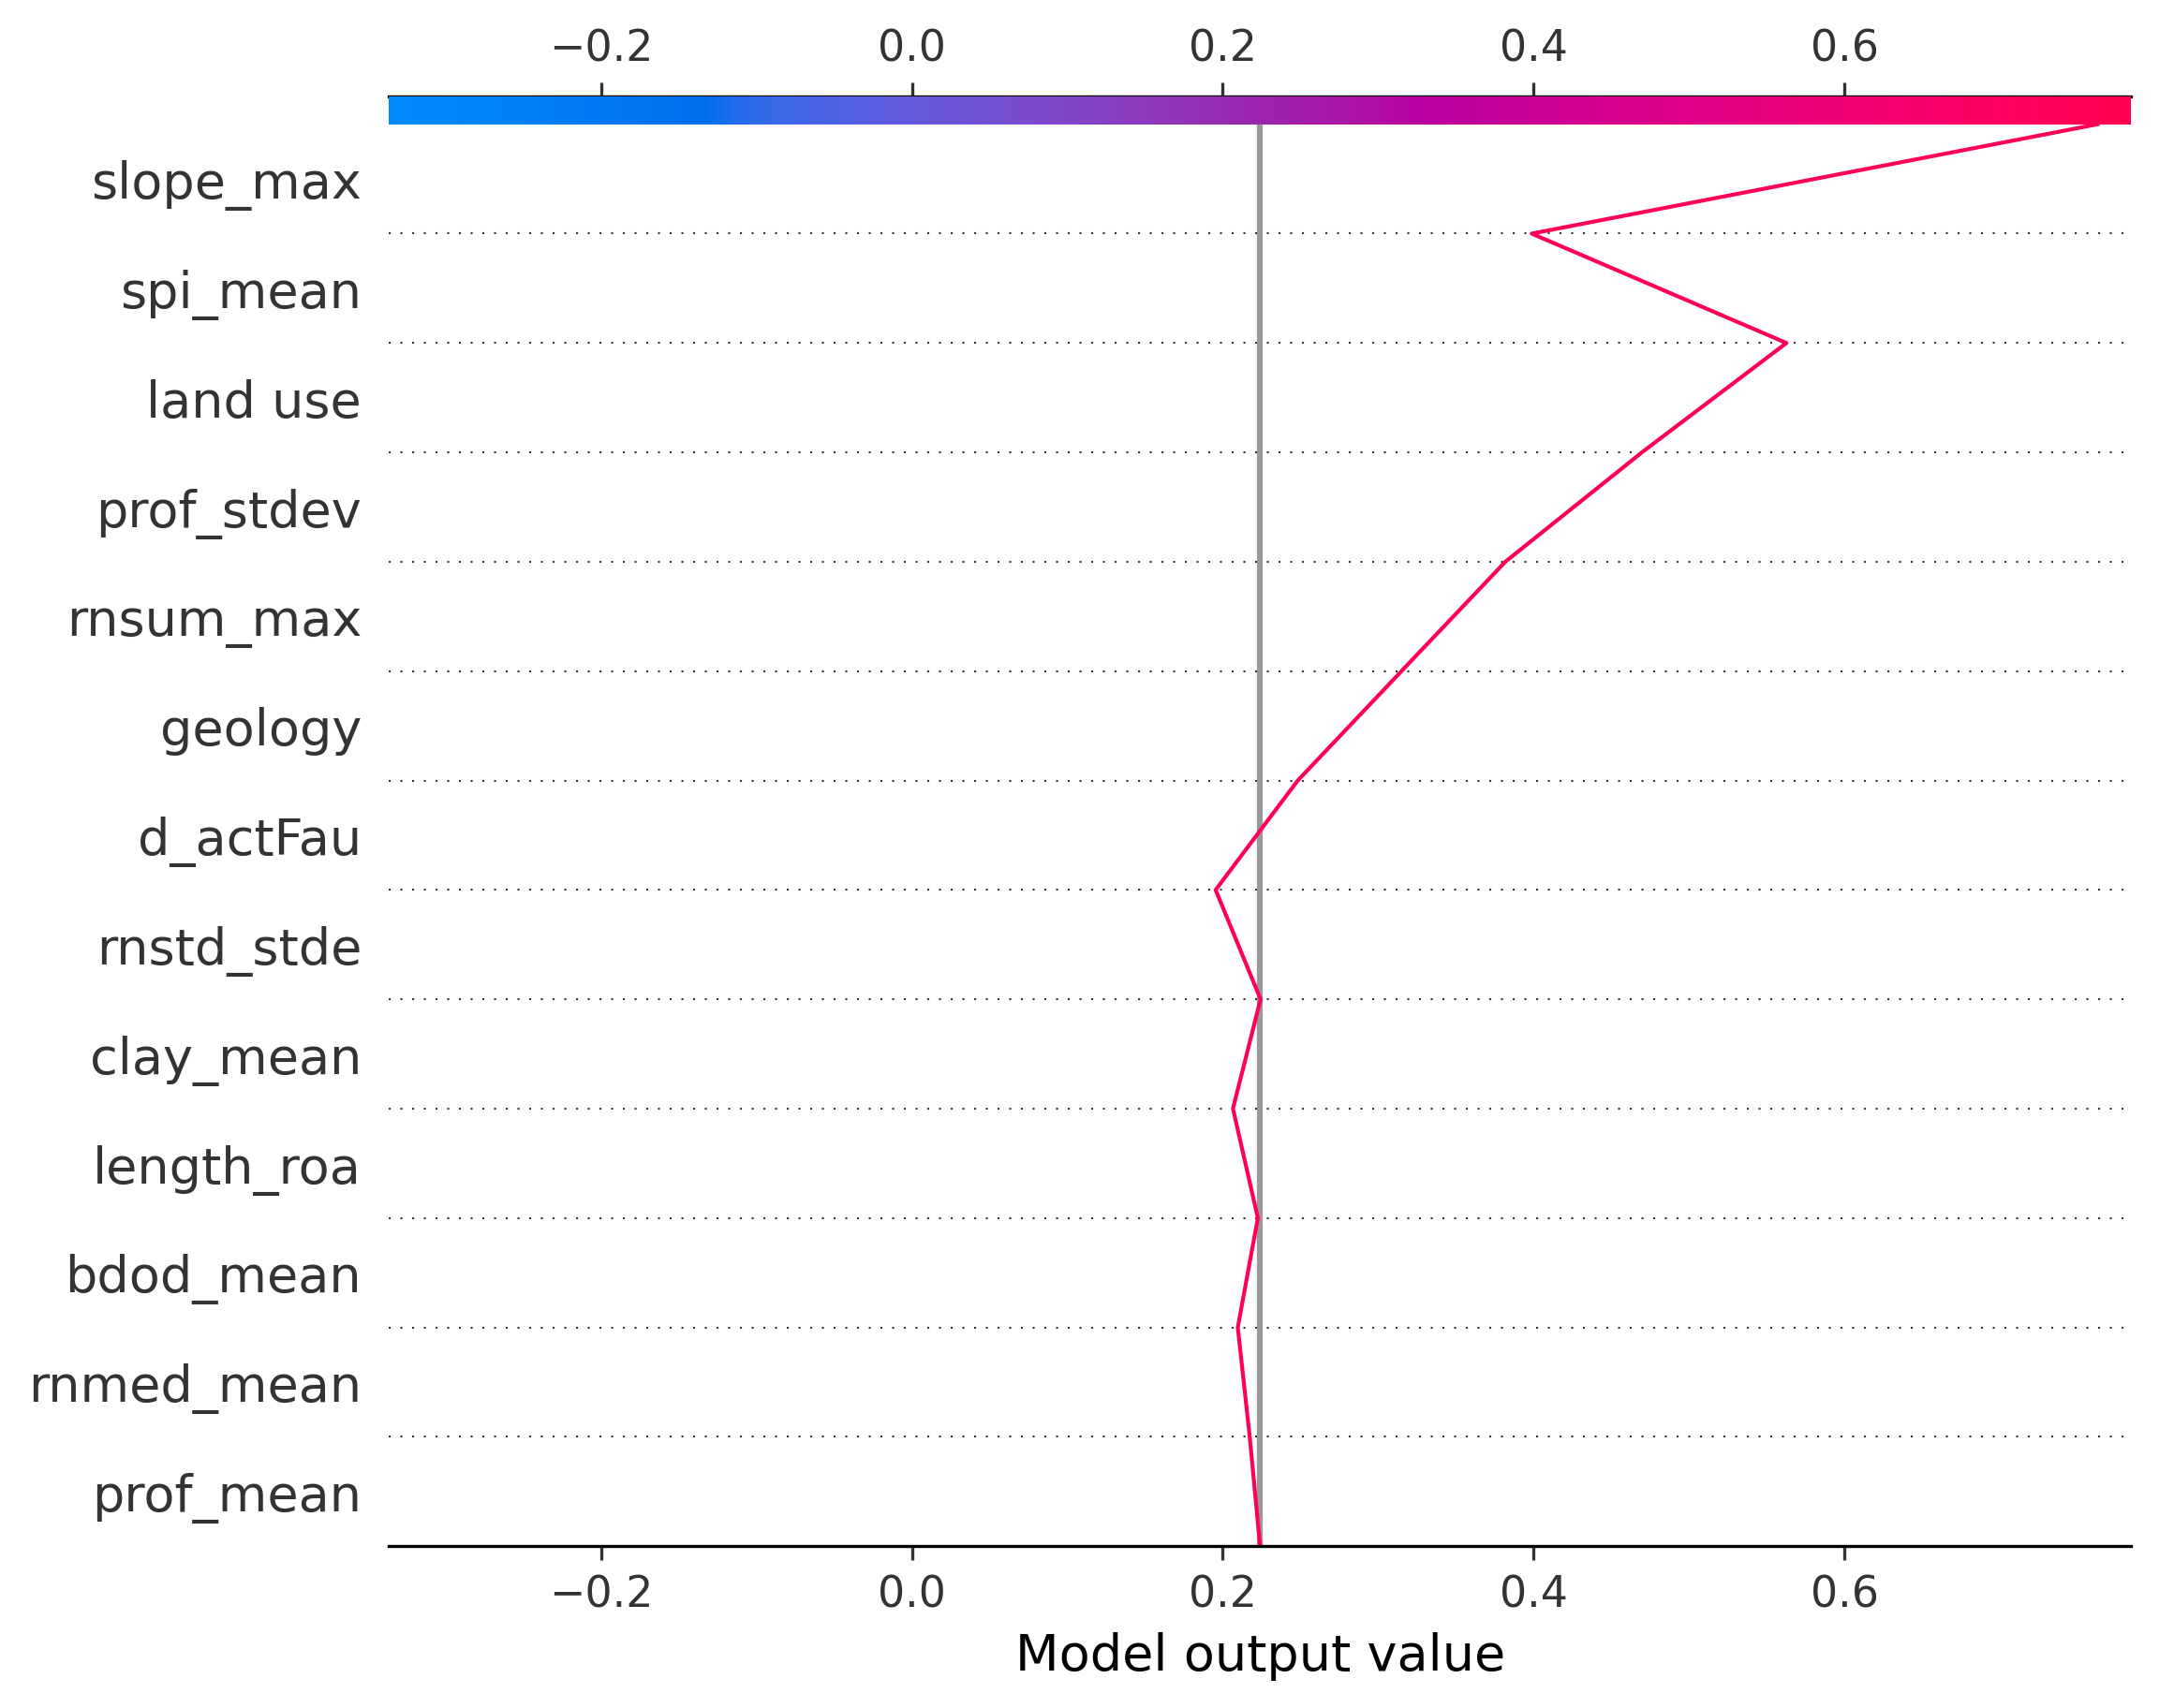 −0.2 0.0 0.2 0.4 0.6
slope_max
spi_mean
land use
prof_stdev
rnsum_max
geology
d_actFau
rnstd_stde
clay_mean
length_roa
bdod_mean
rnmed_mean
prof_mean
−0.2 0.0 0.2 0.4 0.6
Model output value